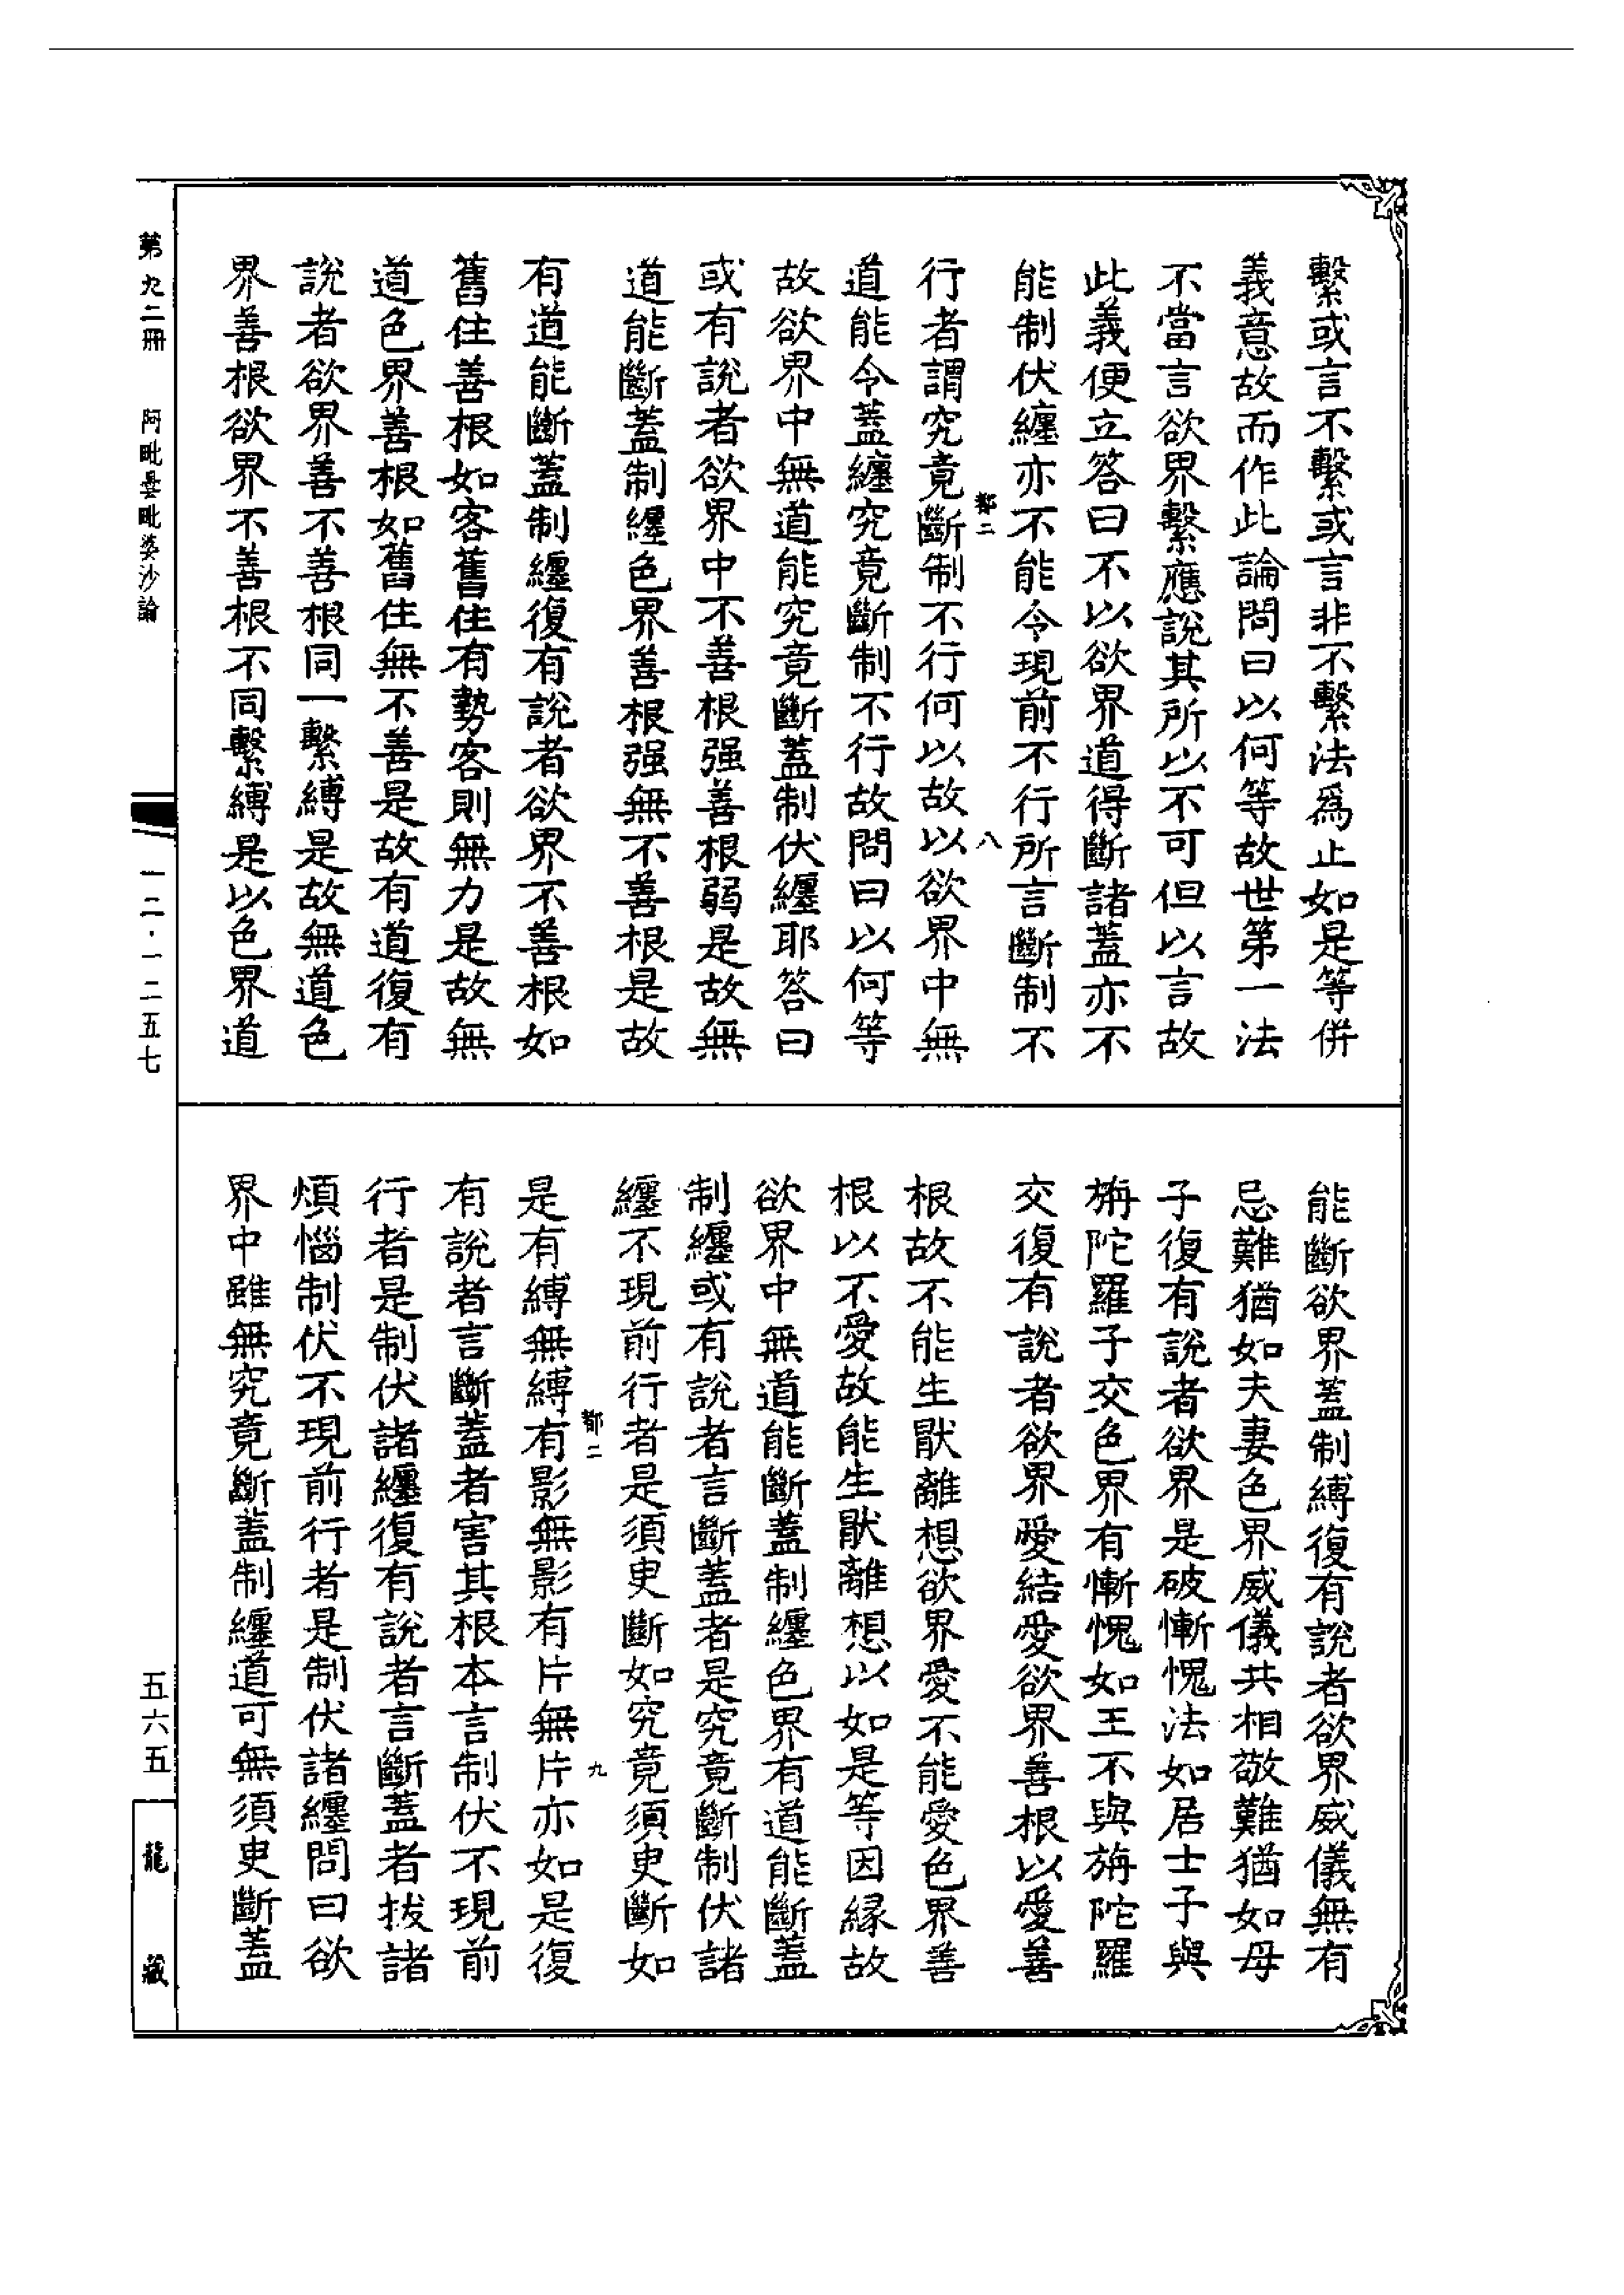 繫或言不繫或言非不繫法爲止如是等併
義意故而作此論問曰以何等故世第一法
不當言欲界繫應說其所以不可但以言故
此義便立答曰不以欲界道得斷諸蓋亦不
能制伏纏亦不能令現前不行所言斷制不
都二
八
行者謂究竟斷制不行何以故以欲界中無
道能令蓋纏究竟斷制不行故問曰以何等
故欲界中無道能究竟斷蓋制伏纏耶答曰
或有說者欲界中不善根强善根弱是故無
道能斷蓋制纏色界善根强無不善根是故
有道能斷蓋制纏復有說者欲界不善根如
舊住善根如客舊住有勢客則無力是故無
道色界善根如舊住無不善是故有道復有
說者欲界善不善根同一繫縛是故無道色
界善根欲界不善根不同繫縛是以色界道
能斷欲界蓋制縛復有說者欲界威儀無有
忌難猶如夫妻色界威儀共相敬難猶如母
子復有說者欲界是破慚愧法如居士子與
旃陀羅子交色界有慚愧如王不與旃陀羅
交復有說者欲界愛結愛欲界善根以愛善
根故不能生猒離想欲界愛不能愛色界善
根以不愛故能生猒離想以如是等因緣故
欲界中無道能斷蓋制纏色界有道能斷蓋
制纏或有說者言斷蓋者是究竟斷制伏諸
纏不現前行者是須臾斷如究竟須臾斷如
都二
九
是有縛無縛有影無影有片無片亦如是復
有說者言斷蓋者害其根本言制伏不現前
行者是制伏諸纏復有說者言斷蓋者拔諸
煩惱制伏不現前行者是制伏諸纏問曰欲
界中雖無究竟斷蓋制纏道可無須臾斷蓋
第九二冊 阿毗曇毗婆沙論
一二·一二五七
五六五
龍藏